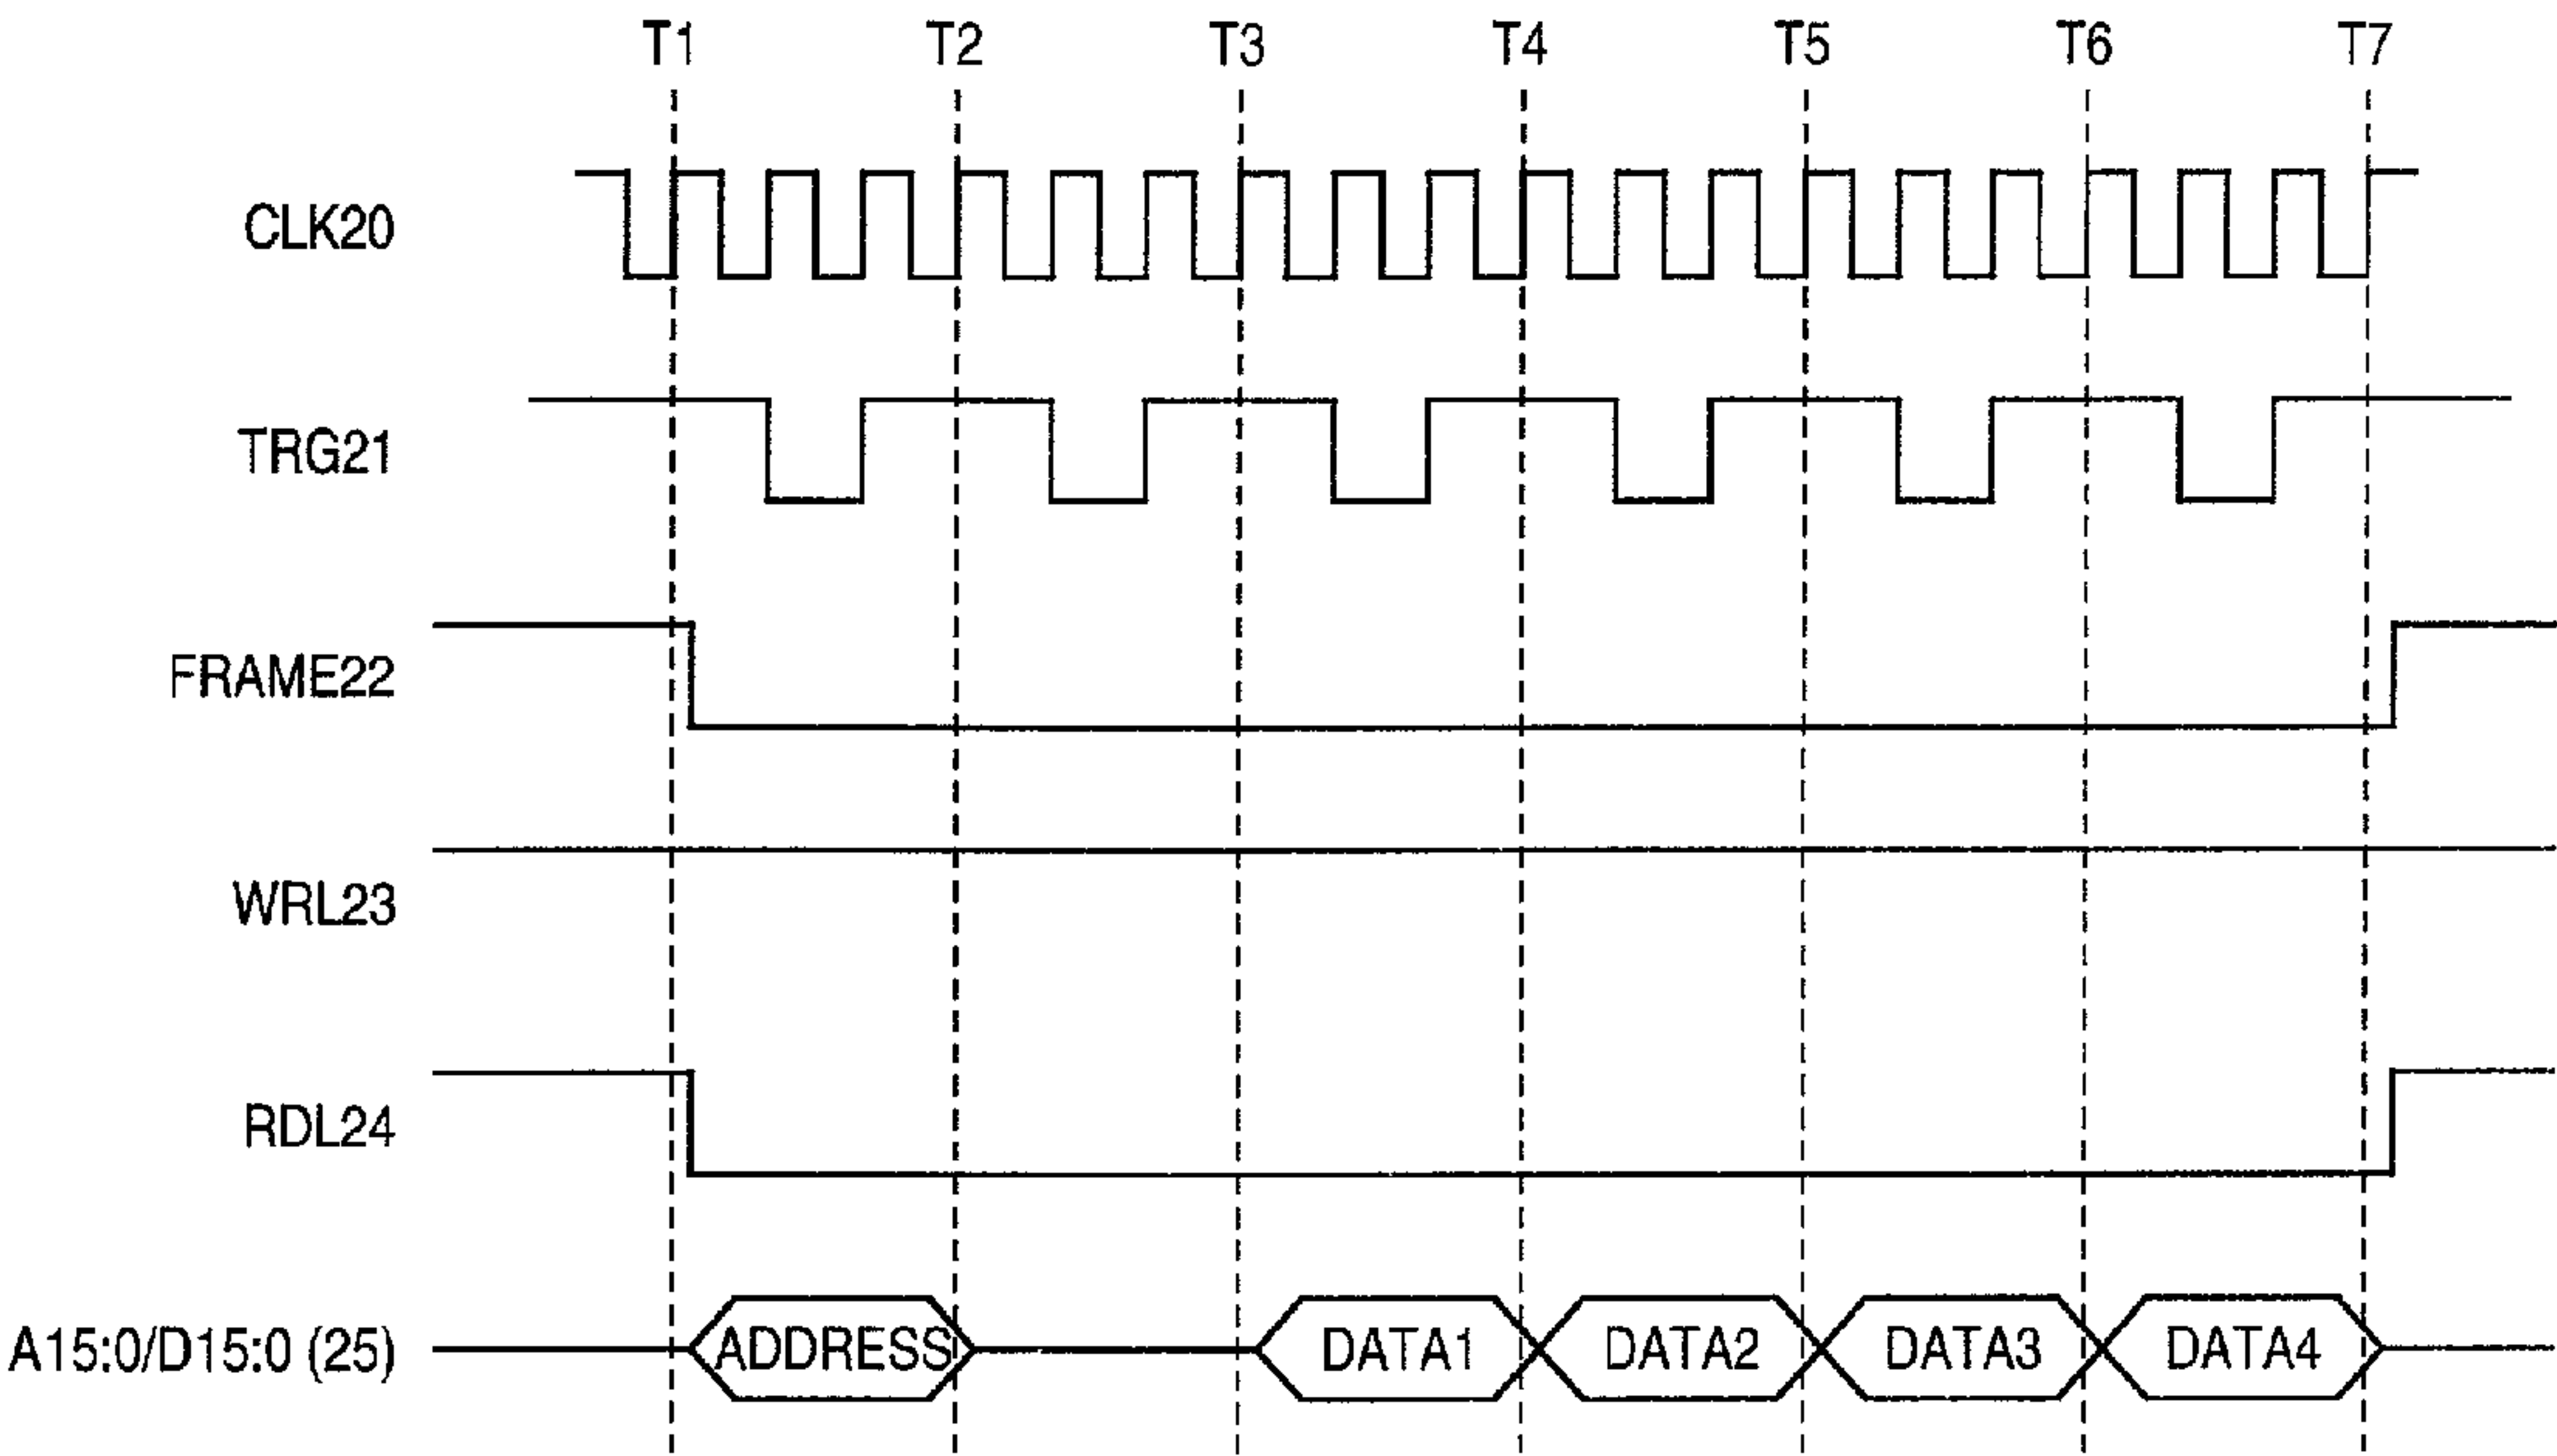 T1 T2 T3 T4 T5 T6 T7
CLK20
TRG21
FRAME22
WRL23
RDL24
A15:0/D15:0 (25) ADDRESS DATA1 DATA2 DATA3 DATA4